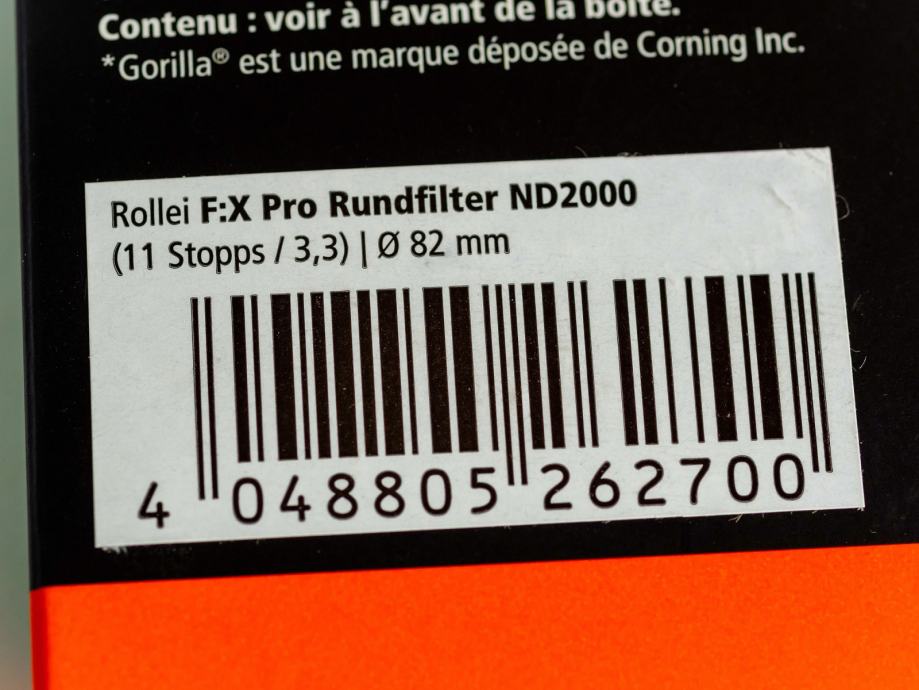 Contenu : voir à l'avant de la boîte.
*Gorilla® est une marque déposée de Corning Inc.
Rollei F:X Pro Rundfilter ND2000
(11 Stopps / 3,3) | Ø 82 mm
4 048805 262700